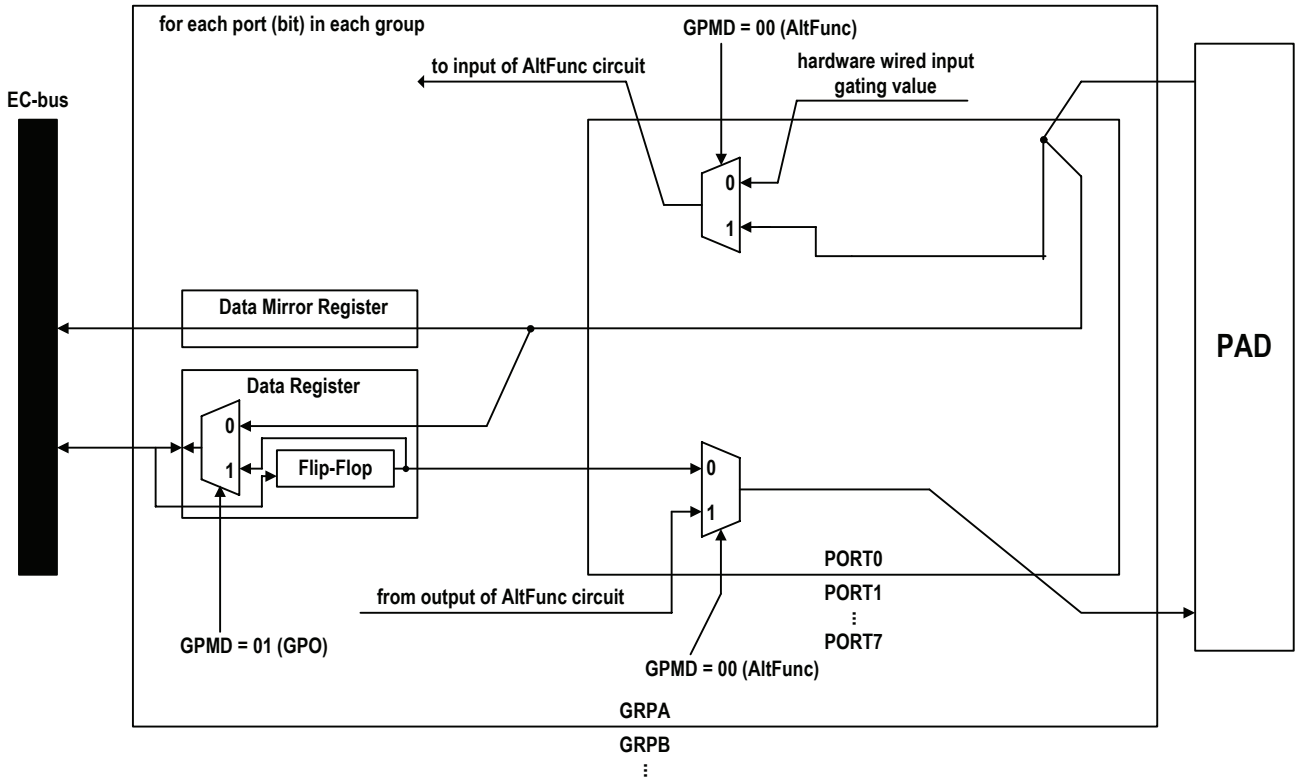 for each port (bit) in each group
GPMD = 00 (AltFunc)
to input of AltFunc circuit
hardware wired input
gating value
EC-bus
0
1
Data Mirror Register
PAD
Data Register
0
1
Flip-Flop
0
1
PORT0
from output of AltFunc circuit
PORT1
...
PORT7
GPMD = 01 (GPO)
GPMD = 00 (AltFunc)
GRPA
GRPB
...